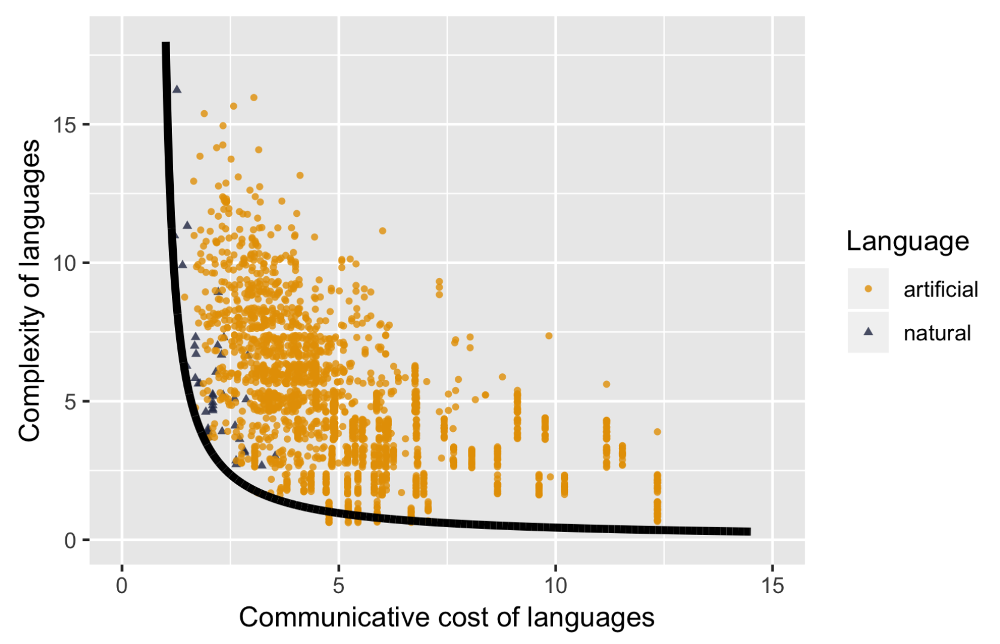 Complexity of languages
15
10
5
0
0 5 10 15
Communicative cost of languages
Language
artificial
natural